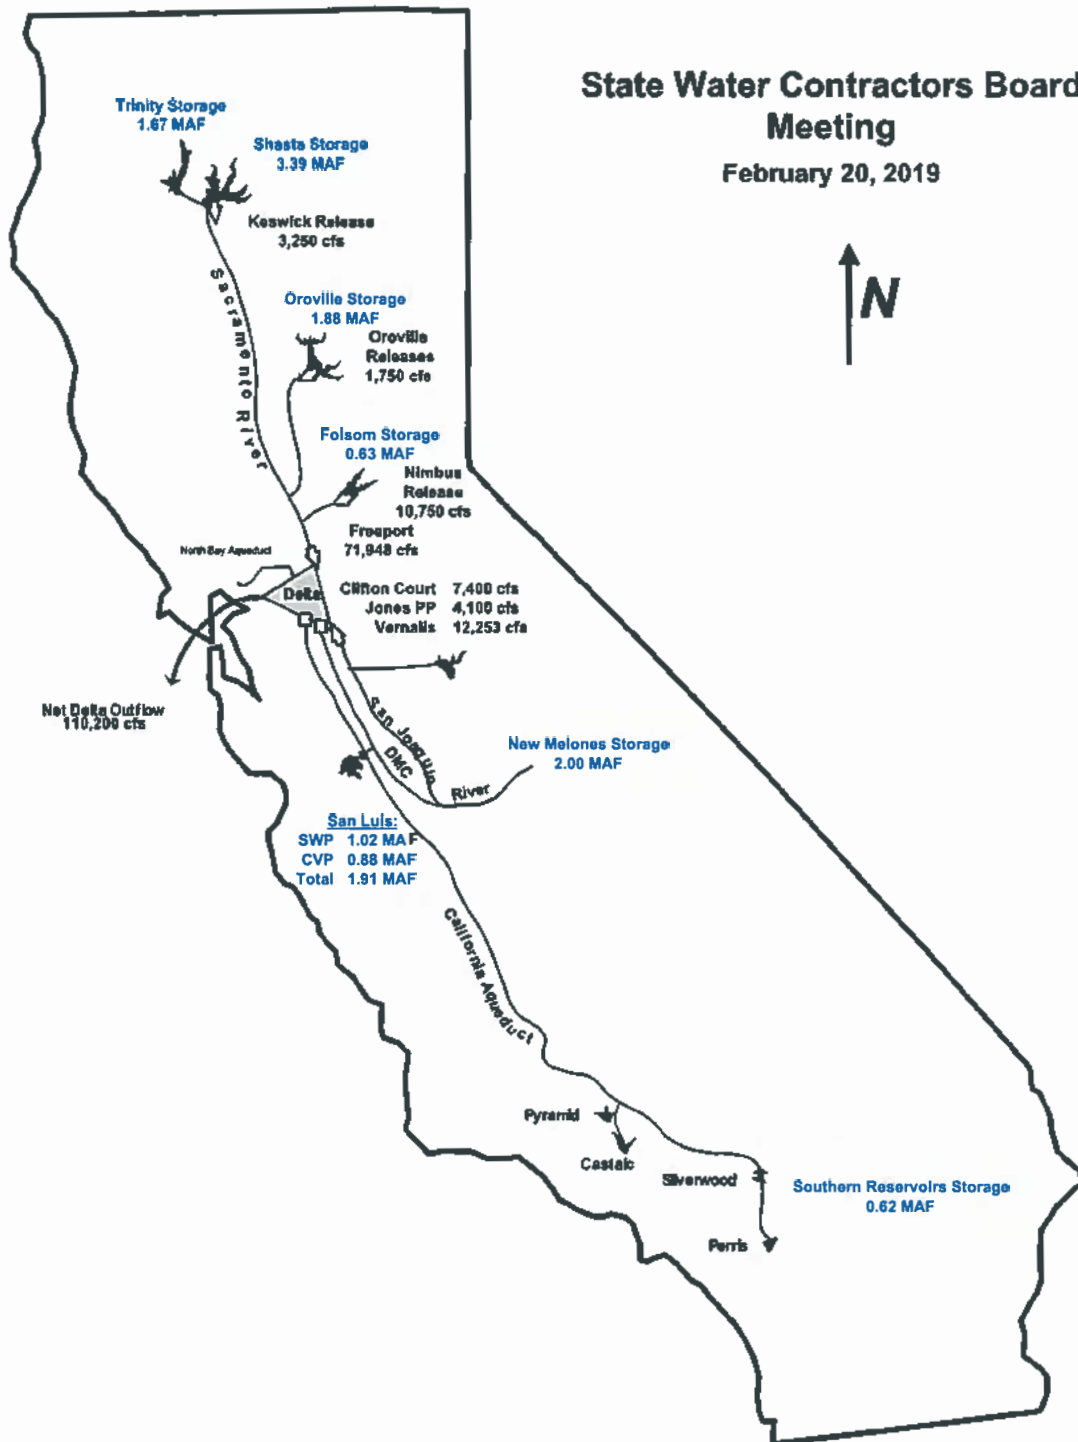 State Water Contractors Board
Meeting
February 20, 2019
N
Trinity Storage
1.67 MAF
Shasta Storage
3.39 MAF
Keswick Release
3,250 cfs
Sacramento River
Oroville Storage
1.88 MAF
Oroville
Releases
1,750 cfs
Folsom Storage
0.63 MAF
Nimbus
Release
10,750 cfs
Freeport
71,948 cfs
North Bay Aqueduct
Delta
Clifton Court 7,400 cfs
Jones PP 4,100 cfs
Vernalis 12,253 cfs
Net Delta Outflow
110,200 cfs
San Joaquin
River
DMC
New Melones Storage
2.00 MAF
San Luis:
SWP 1.02 MAF
CVP 0.88 MAF
Total 1.91 MAF
California Aqueduct
Pyramid
Castaic
Silverwood
Southern Reservoirs Storage
0.62 MAF
Perris